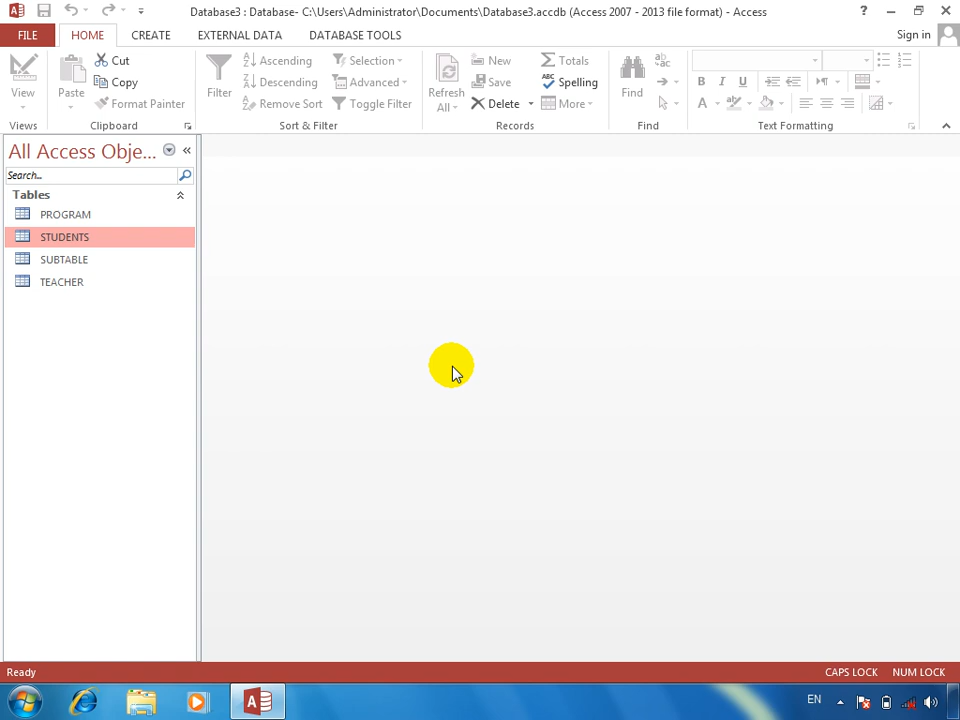 Database3 : Database- C:\Users\Administrator\Documents\Database3.accdb (Access 2007 - 2013 file format) - Access
FILE HOME CREATE EXTERNAL DATA DATABASE TOOLS Sign in
View
Views
Paste
Cut
Copy
Format Painter
Clipboard
Filter
Ascending
Descending
Remove Sort
Selection
Advanced
Toggle Filter
Sort & Filter
Refresh
All
New
Save
Delete
Totals
Spelling
More
Records
Find
Find
B I U
A
Text Formatting
All Access Obje...
Search...
Tables
PROGRAM
STUDENTS
SUBTABLE
TEACHER
Ready
CAPS LOCK NUM LOCK
EN